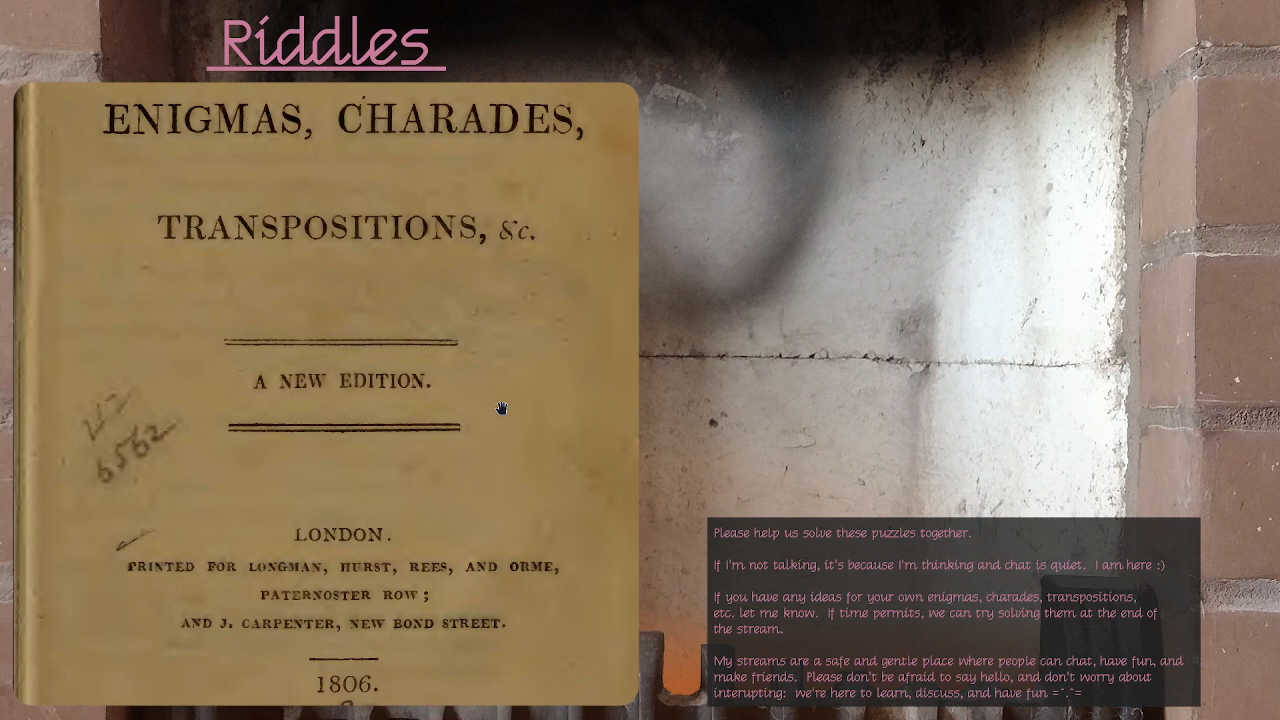 Riddles
ENIGMAS, CHARADES,
TRANSPOSITIONS, &c.
A NEW EDITION.
6562
LONDON.
PRINTED FOR LONGMAN, HURST, REES, AND ORME,
PATERNOSTER ROW;
AND J. CARPENTER, NEW BOND STREET.
1806.
Please help us solve these puzzles together.
If I'm not talking, it's because I'm thinking and chat is quiet. I am here :)
If you have any ideas for your own enigmas, charades, transpositions,
etc. let me know. If time permits, we can try solving them at the end of
the stream.
My streams are a safe and gentle place where people can chat, have fun, and
make friends. Please don't be afraid to say hello, and don't worry about
interupting: we're here to learn, discuss, and have fun =^.^=